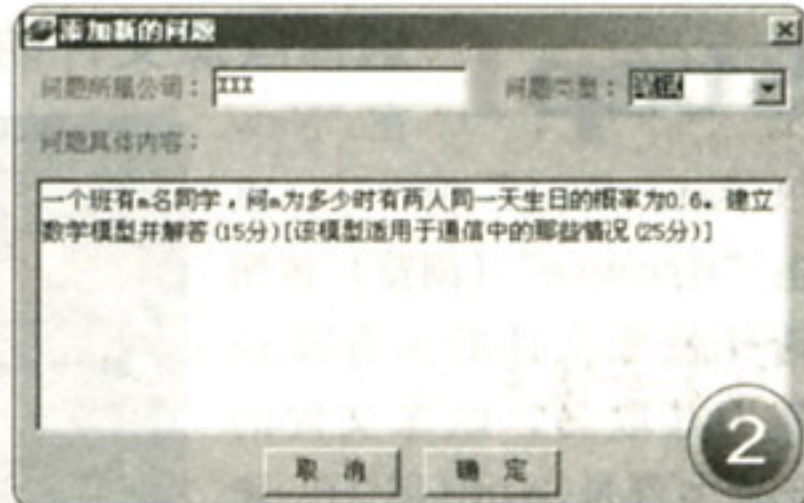 添加新的问题
问题所属公司： III 问题类型：
问题具体内容：
一个班有m名同学，问m为多少时有两人同一天生日的概率为0.6。建立
数学模型并解答(15分)[该模型适用于通信中的那些情况(25分)]
取 消 确 定
2